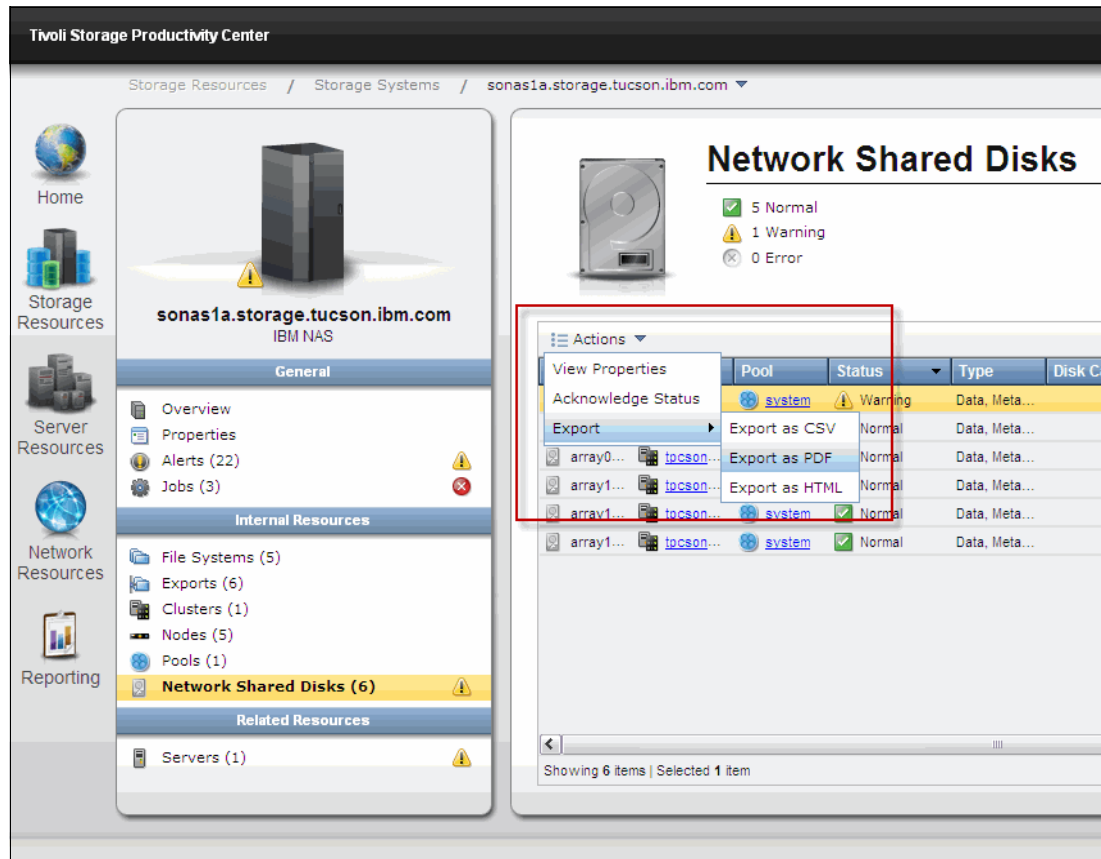 Tivoli Storage Productivity Center
Storage Resources / Storage Systems / sonas1a.storage.tucson.ibm.com
Home
Storage
Resources
Server
Resources
Network
Resources
Reporting
sonas1a.storage.tucson.ibm.com
IBM NAS
General
Overview
Properties
Alerts (22)
Jobs (3)
Internal Resources
File Systems (5)
Exports (6)
Clusters (1)
Nodes (5)
Pools (1)
Network Shared Disks (6)
Related Resources
Servers (1)
Network Shared Disks
5 Normal
1 Warning
0 Error
Actions
View Properties
Acknowledge Status
Export
Export as CSV
Export as PDF
Export as HTML
Pool Status Type Disk C
system Warning Data, Meta...
Normal Data, Meta...
array0... tpcson... Normal Data, Meta...
array1... tpcson... Normal Data, Meta...
array1... tpcson... system Normal Data, Meta...
array1... tpcson... system Normal Data, Meta...
Showing 6 items | Selected 1 item